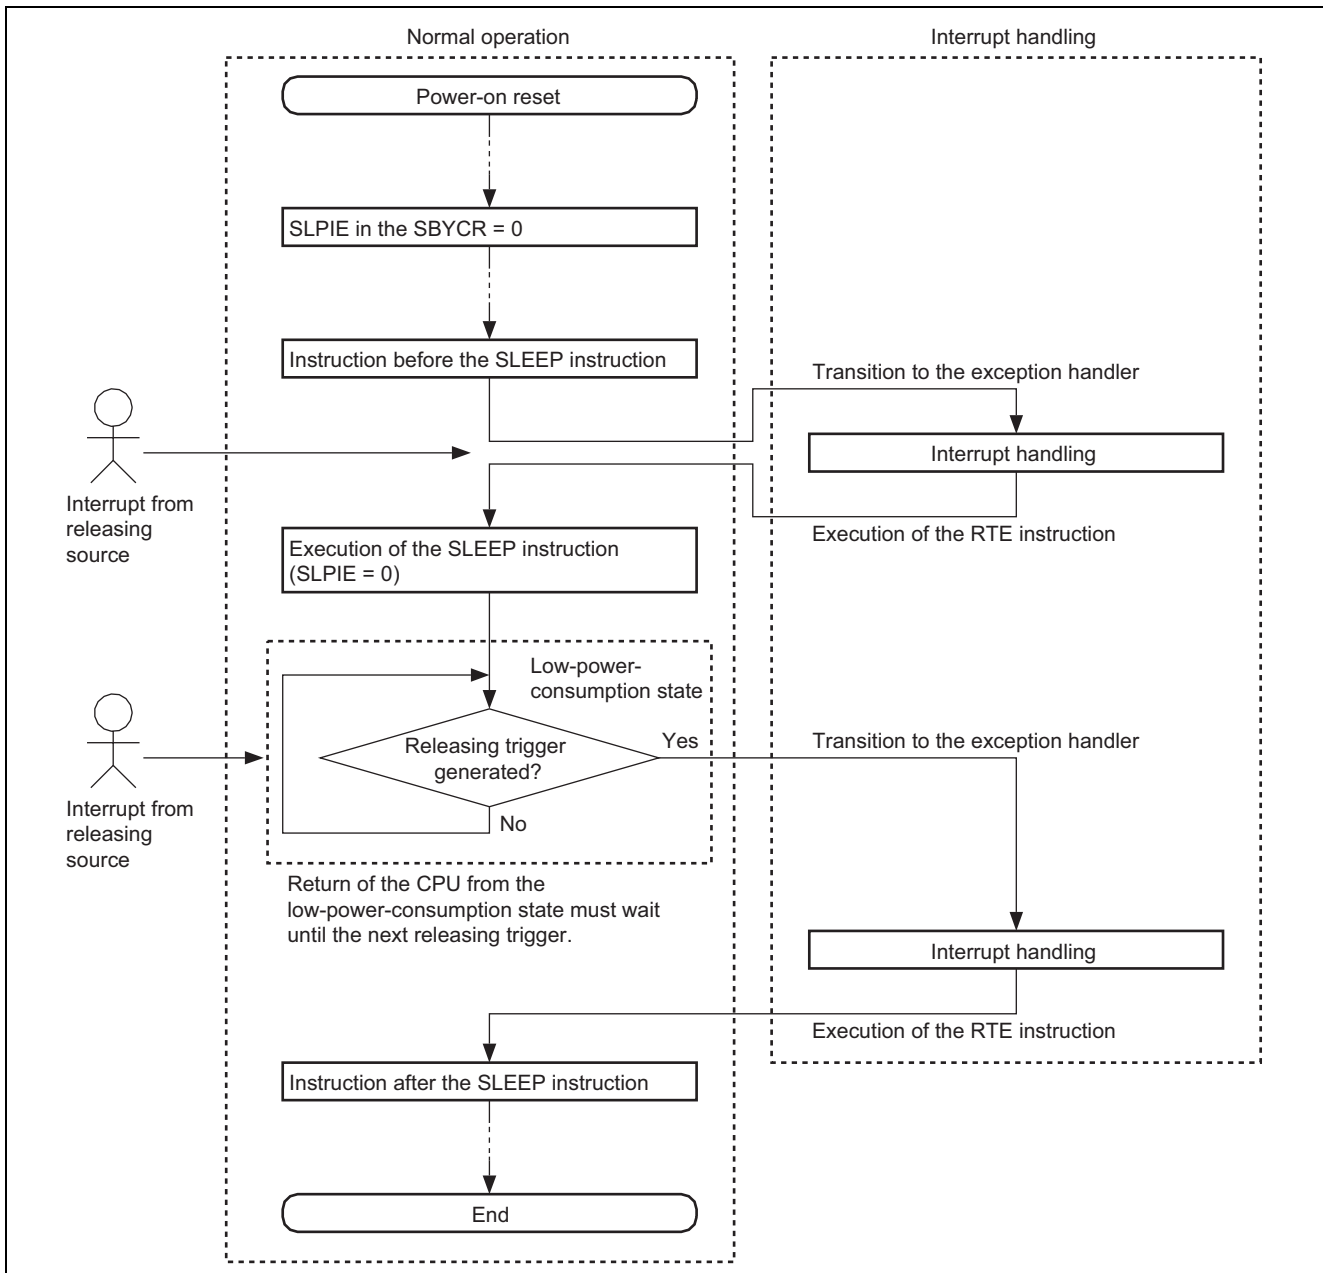 Normal operation
Interrupt handling
Power-on reset
SLPIE in the SBYCR = 0
Instruction before the SLEEP instruction
Transition to the exception handler
Interrupt handling
Interrupt from
releasing
source
Execution of the RTE instruction
Execution of the SLEEP instruction
(SLPIE = 0)
Low-power-
consumption state
Releasing trigger
generated?
Yes
Transition to the exception handler
No
Interrupt from
releasing
source
Return of the CPU from the
low-power-consumption state must wait
until the next releasing trigger.
Interrupt handling
Execution of the RTE instruction
Instruction after the SLEEP instruction
End